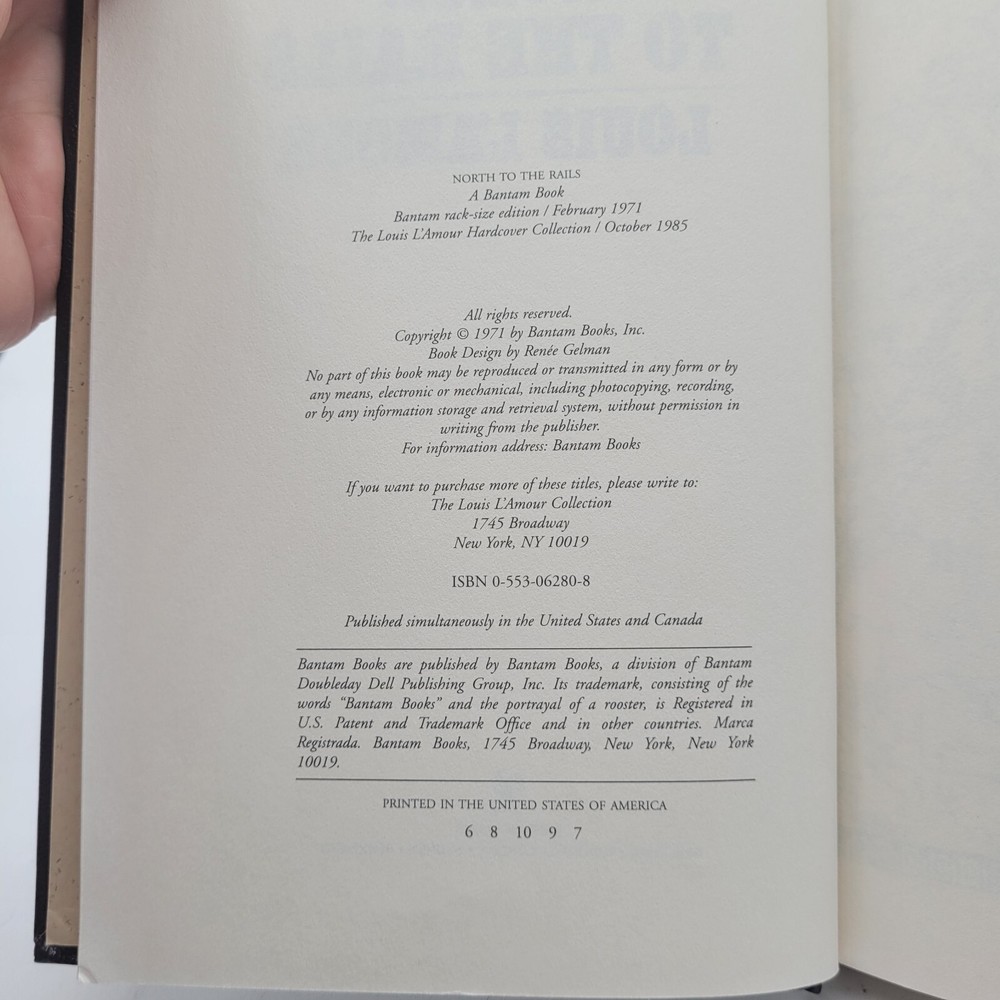 NORTH TO THE RAILS
A Bantam Book
Bantam rack-size edition / February 1971
The Louis L'Amour Hardcover Collection / October 1985
All rights reserved.
Copyright © 1971 by Bantam Books, Inc.
Book Design by Renée Gelman
No part of this book may be reproduced or transmitted in any form or by
any means, electronic or mechanical, including photocopying, recording,
or by any information storage and retrieval system, without permission in
writing from the publisher.
For information address: Bantam Books
If you want to purchase more of these titles, please write to:
The Louis L'Amour Collection
1745 Broadway
New York, NY 10019
ISBN 0-553-06280-8
Published simultaneously in the United States and Canada
Bantam Books are published by Bantam Books, a division of Bantam
Doubleday Dell Publishing Group, Inc. Its trademark, consisting of the
words “Bantam Books” and the portrayal of a rooster, is Registered in
U.S. Patent and Trademark Office and in other countries. Marca
Registrada. Bantam Books, 1745 Broadway, New York, New York
10019.
PRINTED IN THE UNITED STATES OF AMERICA
6 8 10 9 7